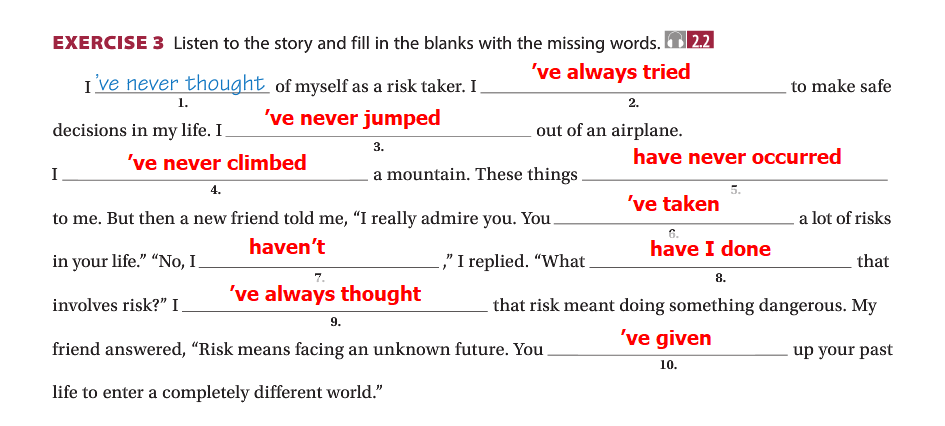 EXERCISE 3 Listen to the story and fill in the blanks with the missing words. 2.2
I 've never thought of myself as a risk taker. I 've always tried to make safe
1. 2.
decisions in my life. I 've never jumped out of an airplane.
3.
I 've never climbed a mountain. These things have never occurred
4. 5.
to me. But then a new friend told me, “I really admire you. You 've taken a lot of risks
6.
in your life.” “No, I haven't ,” I replied. “What have I done that
7. 8.
involves risk?” I 've always thought that risk meant doing something dangerous. My
9.
friend answered, “Risk means facing an unknown future. You 've given up your past
10.
life to enter a completely different world.”